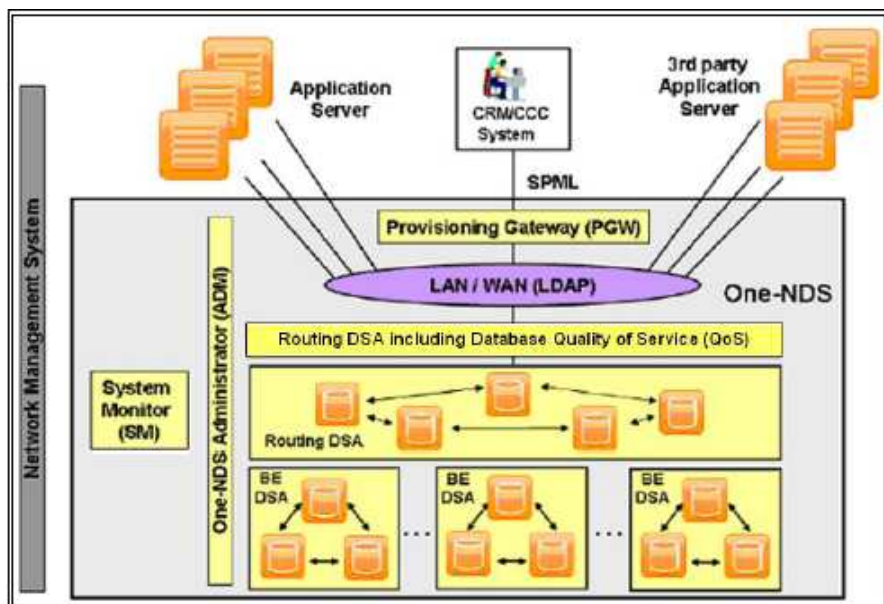 Network Management System
Application
Server
CRM/CCC
System
3rd party
Application
Server
SPML
Provisioning Gateway (PGW)
LAN / WAN (LDAP)
One-NDS
Routing DSA including Database Quality of Service (QoS)
System
Monitor
(SM)
One-NDS Administrator (ADM)
Routing DSA
BE
DSA
...
BE
DSA
...
BE
DSA